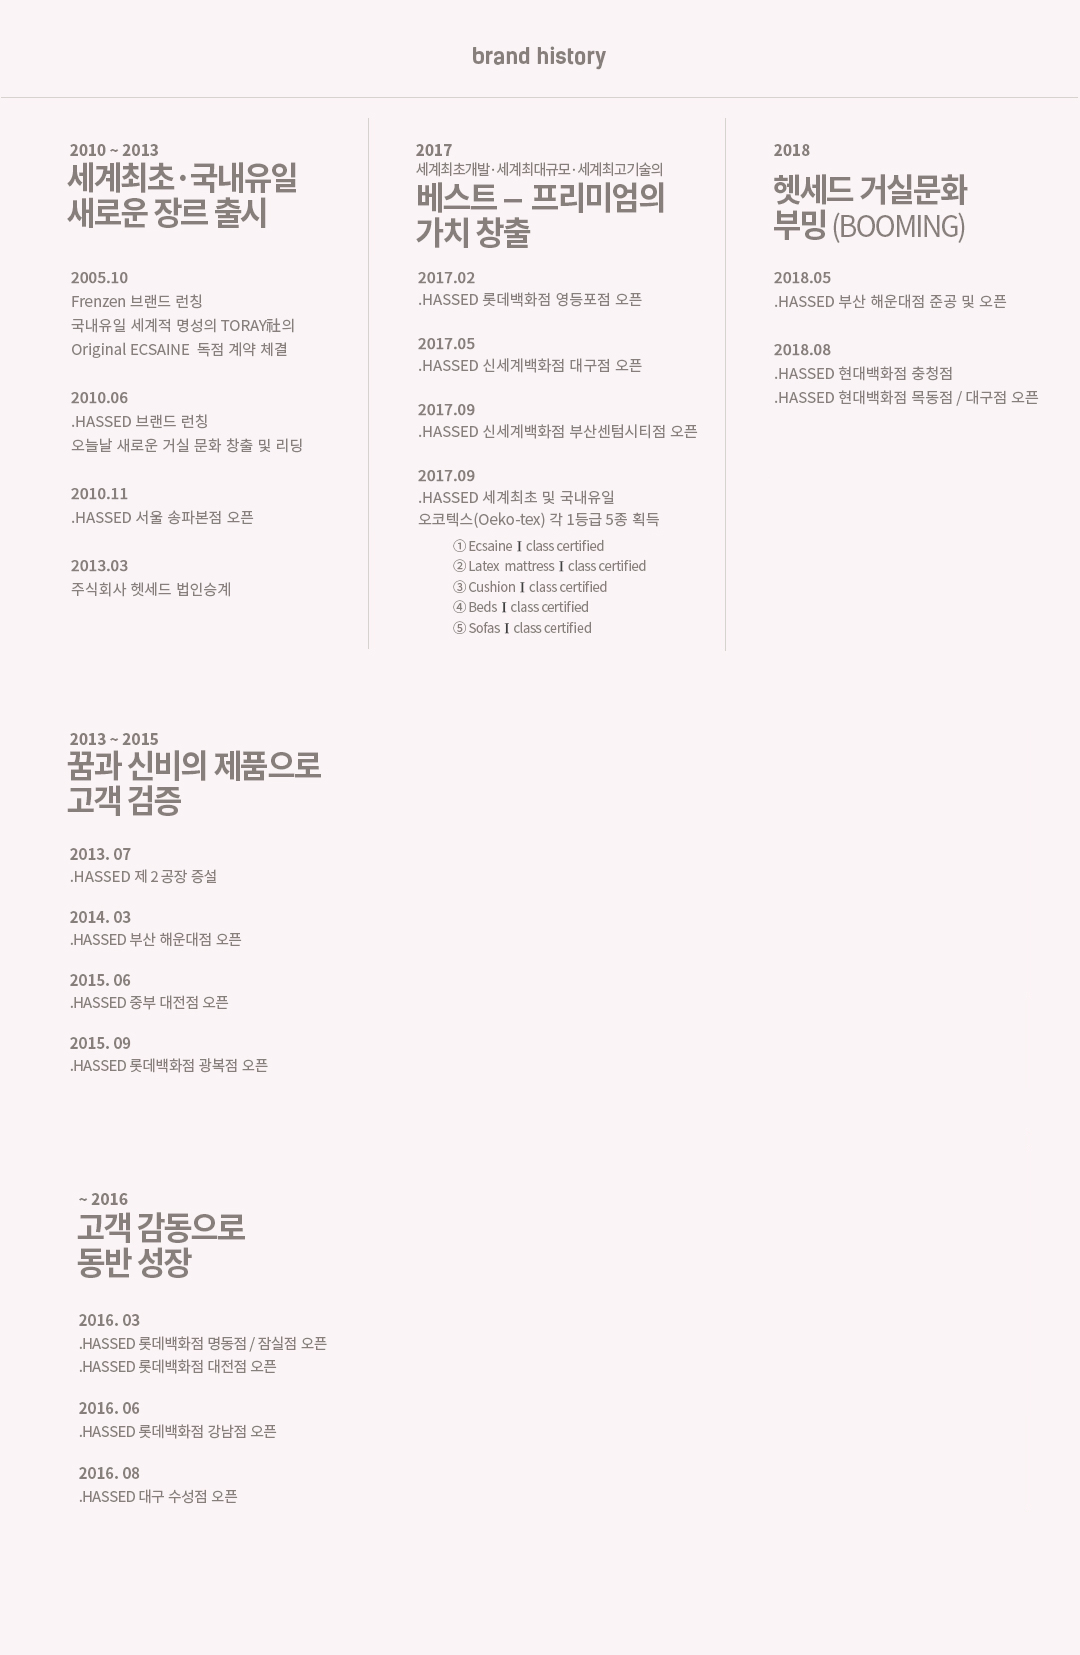 brand history
2010 ~ 2013
세계최초·국내유일
새로운 장르 출시
2005.10
Frenzen 브랜드 런칭
국내유일 세계적 명성의 TORAY社의
Original ECSAINE 독점 계약 체결
2010.06
.HASSED 브랜드 런칭
오늘날 새로운 거실 문화 창출 및 리딩
2010.11
.HASSED 서울 송파본점 오픈
2013.03
주식회사 헷세드 법인승계
2013 ~ 2015
꿈과 신비의 제품으로
고객 검증
2013. 07
.HASSED 제 2 공장 증설
2014. 03
.HASSED 부산 해운대점 오픈
2015. 06
.HASSED 중부 대전점 오픈
2015. 09
.HASSED 롯데백화점 광복점 오픈
~ 2016
고객 감동으로
동반 성장
2016. 03
.HASSED 롯데백화점 명동점 / 잠실점 오픈
.HASSED 롯데백화점 대전점 오픈
2016. 06
.HASSED 롯데백화점 강남점 오픈
2016. 08
.HASSED 대구 수성점 오픈
2017
세계최초개발·세계최대규모·세계최고기술의
베스트 – 프리미엄의
가치 창출
2017.02
.HASSED 롯데백화점 영등포점 오픈
2017.05
.HASSED 신세계백화점 대구점 오픈
2017.09
.HASSED 신세계백화점 부산센텀시티점 오픈
2017.09
.HASSED 세계최초 및 국내유일
오코텍스(Oeko-tex) 각 1등급 5종 획득
① Ecsaine I class certified
② Latex mattress I class certified
③ Cushion I class certified
④ Beds I class certified
⑤ Sofas I class certified
2018
헷세드 거실문화
부밍 (BOOMING)
2018.05
.HASSED 부산 해운대점 준공 및 오픈
2018.08
.HASSED 현대백화점 충청점
.HASSED 현대백화점 목동점 / 대구점 오픈